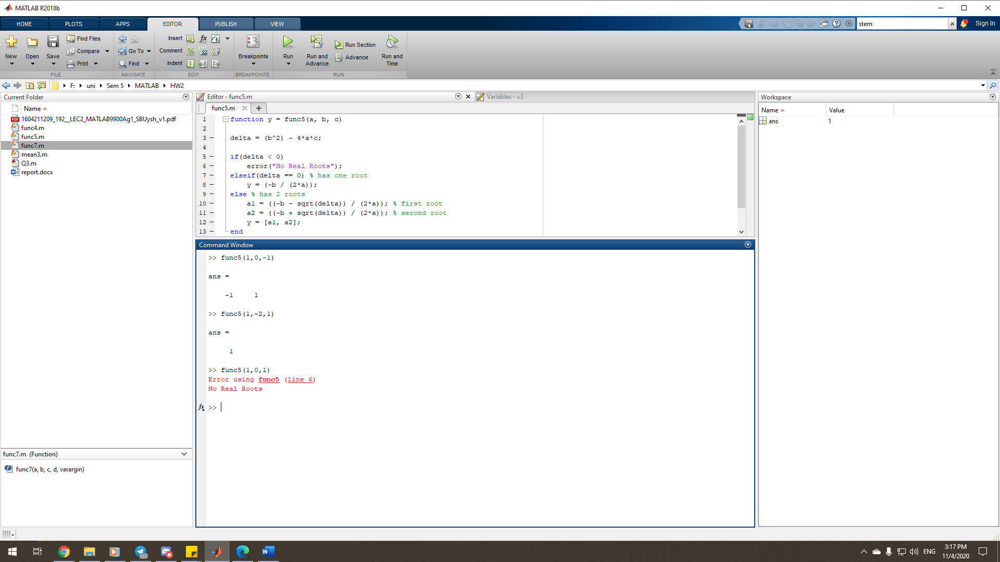 MATLAB R2018b
HOME PLOTS APPS EDITOR PUBLISH VIEW
stem
Sign In
New
Open
Save
Find Files
Compare
Print
FILE
Go To
Find
NAVIGATE
Insert
Comment
Indent
EDIT
Breakpoints
BREAKPOINTS
Run
Run and Advance
Run Section
Advance
Run and Time
RUN
F: uni Sem 5 MATLAB HW2
Current Folder
Name
1604211209_192__LEC2_MATLAB9900Ag1_SBUysh_v1.pdf
func4.m
func5.m
func7.m
mean3.m
Q3.m
report.docx
func7.m (Function)
func7(a, b, c, d, varargin)
Editor - func5.m
Variables - x3
func5.m
1 function y = func5(a, b, c)
2
3 delta = (b^2) - 4*a*c;
4
5 if(delta < 0)
6 error("No Real Roots");
7 elseif(delta == 0) % has one root
8 y = (-b / (2*a));
9 else % has 2 roots
10 a1 = ((-b - sqrt(delta)) / (2*a)); % first root
11 a2 = ((-b + sqrt(delta)) / (2*a)); % second root
12 y = [a1, a2];
13 end
Command Window
>> func5(1,0,-1)
ans =
-1 1
>> func5(1,-2,1)
ans =
1
>> func5(1,0,1)
Error using func5 (line 6)
No Real Roots
fx >>
Workspace
Name Value
ans 1
107
ENG
3:17 PM
11/4/2020